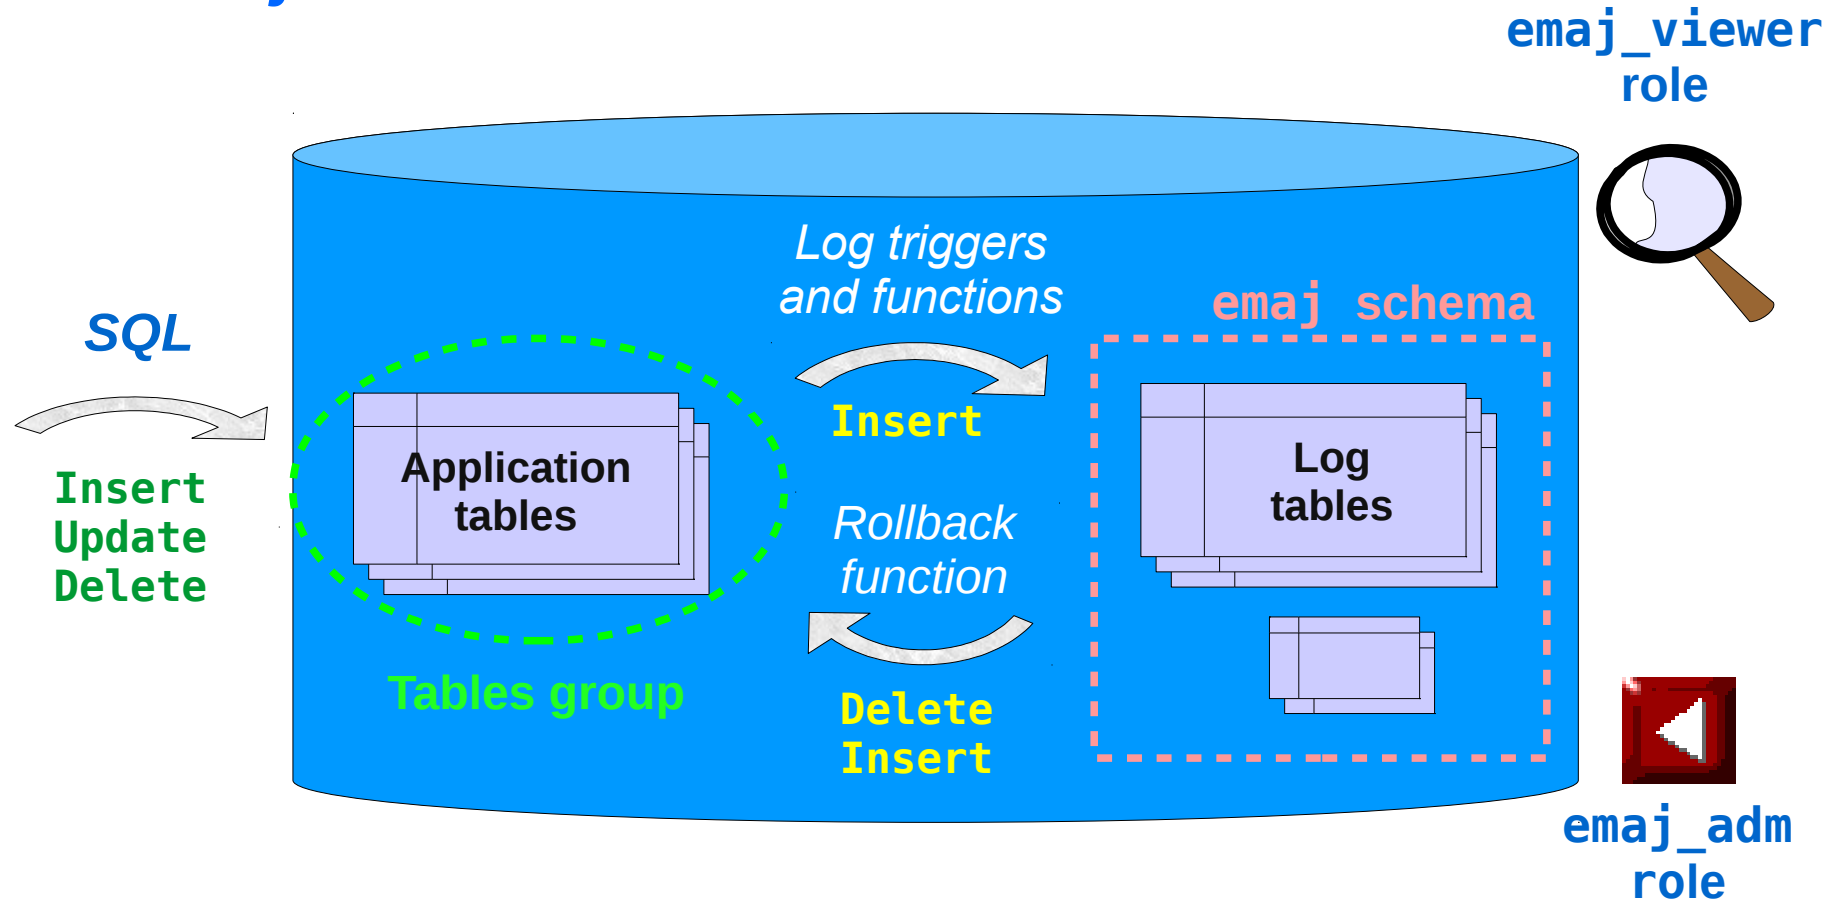 emaj_viewer
role
Log triggers
and functions
emaj schema
SQL
Insert
Application
tables
Log
tables
Insert
Update
Delete
Rollback
function
Tables group
Delete
Insert
emaj_adm
role